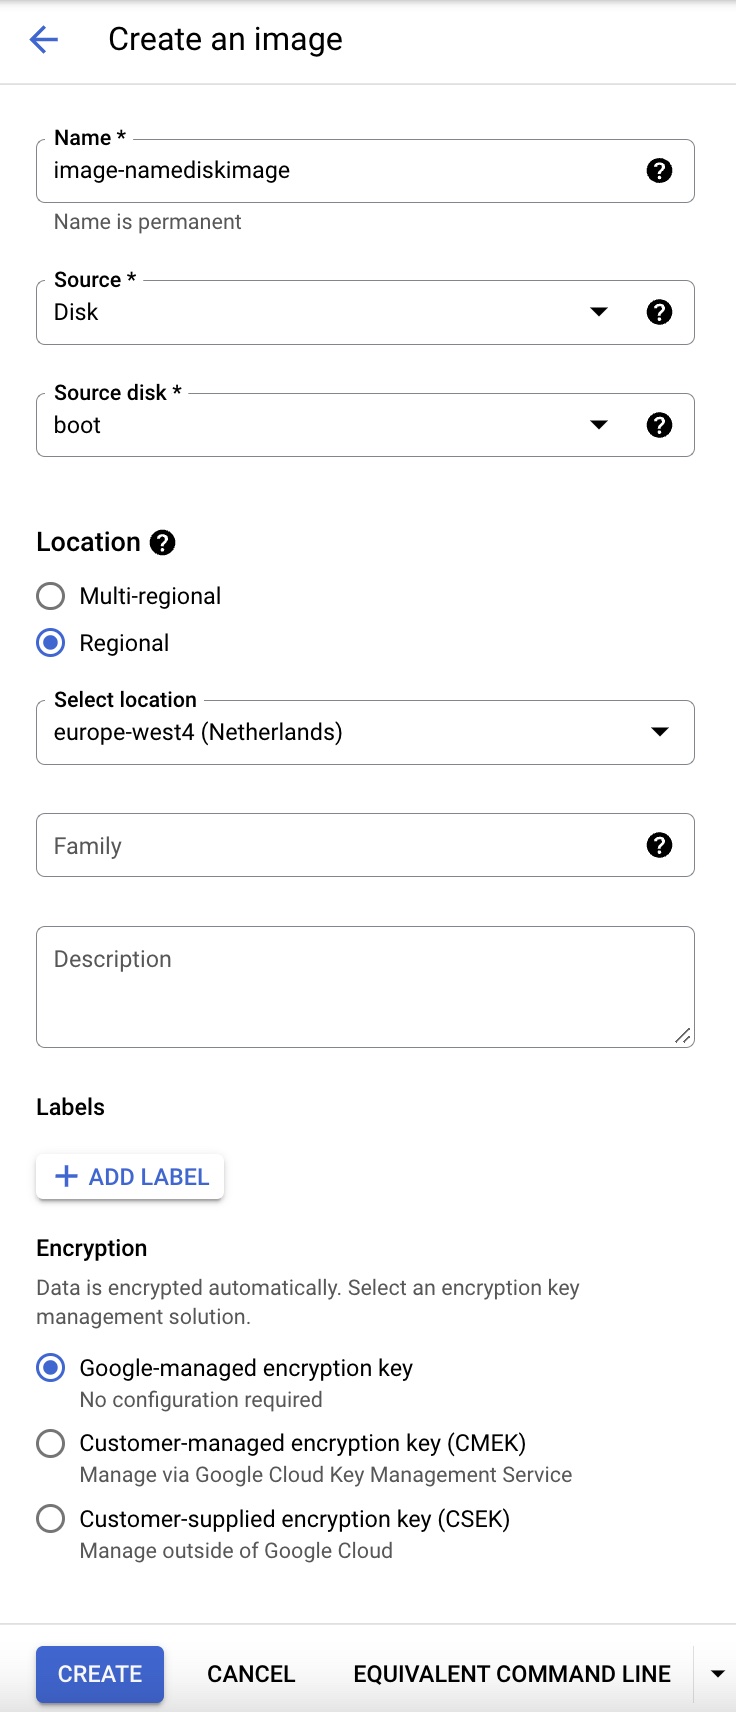 Create an image
Name *
image-namediskimage
Name is permanent
Source *
Disk
Source disk *
boot
Location
Multi-regional
Regional
Select location
europe-west4 (Netherlands)
Family
Description
Labels
ADD LABEL
Encryption
Data is encrypted automatically. Select an encryption key
management solution.
Google-managed encryption key
No configuration required
Customer-managed encryption key (CMEK)
Manage via Google Cloud Key Management Service
Customer-supplied encryption key (CSEK)
Manage outside of Google Cloud
CREATE CANCEL EQUIVALENT COMMAND LINE